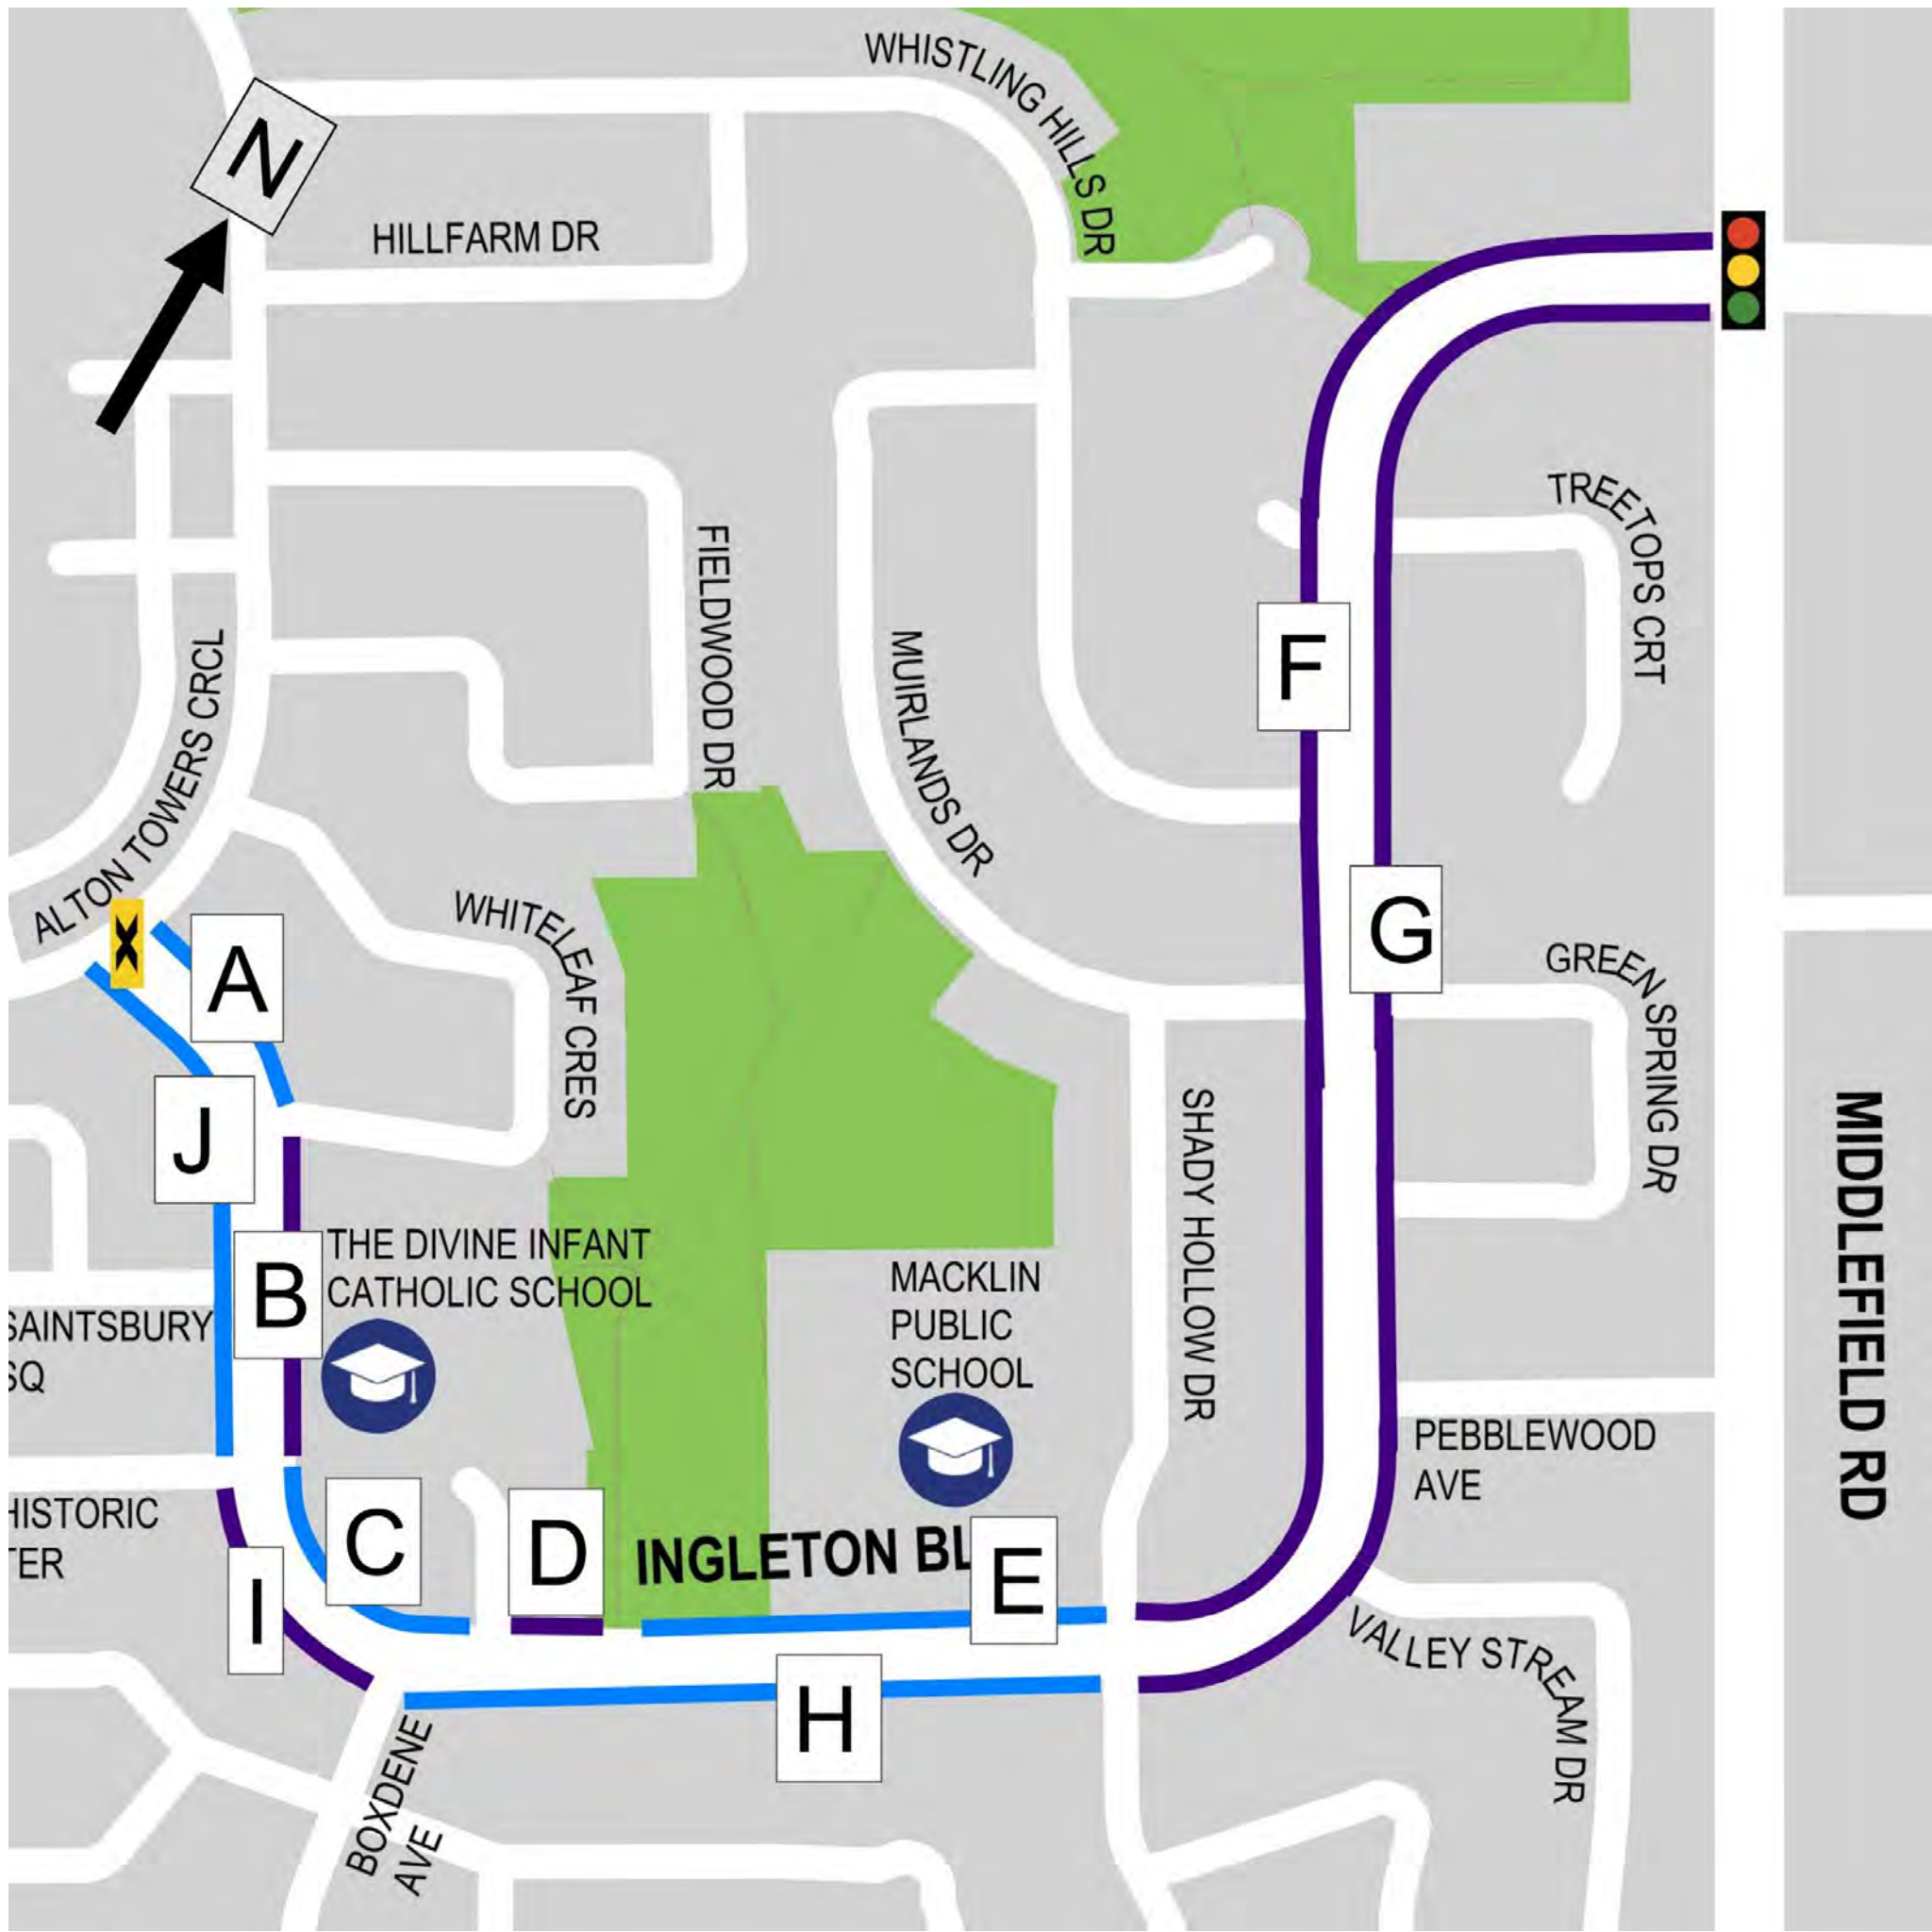 WHISTLING HILLS DR
N
HILLFARM DR
TREETOPS CRT
FIELDWOOD DR
F
MUIRLANDS DR
ALTON TOWERS CRCL
WHITELEAF CRES
G
A
GREEN SPRING DR
J
SHADY HOLLOW DR
MIDDLEFIELD RD
THE DIVINE INFANT
CATHOLIC SCHOOL
B
MACKLIN
PUBLIC
SCHOOL
SAINTSBURY
SQ
PEBBLEWOOD
AVE
HISTORIC
TER
C
D
INGLETON BL
E
I
VALLEY STREAM DR
H
BOXDENE
AVE